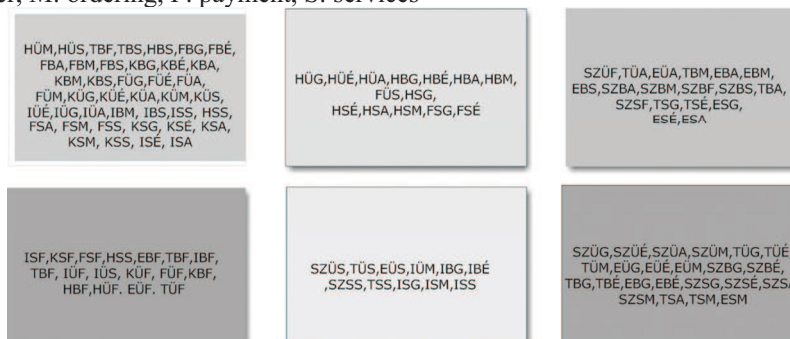 M: ordering, P: payment, S: services
HÜM,HÜS,TBF,TBS,HBS,FBG,FBÉ,
FBA,FBM,FBS,KBG,KBÉ,KBA,
KBM,KBS,FÜG,FÜÉ,FÜA,
FÜM,KÜG,KÜÉ,KÜA,KÜM,KÜS,
IÜÉ,IÜG,IÜA,IBM, IBS,ISS, HSS,
FSA, FSM, FSS, KSG, KSÉ, KSA,
KSM, KSS, ISÉ, ISA
HÜG,HÜÉ,HÜA,HBG,HBÉ,HBA,HBM,
FÜS,HSG,
HSÉ,HSA,HSM,FSG,FSÉ
SZÜF,TÜA,EÜA,TBM,EBA,EBM,
EBS,SZBA,SZBM,SZBF,SZBS,TBA,
SZSF,TSG,TSÉ,ESG,
ESÉ,ESA
ISF,KSF,FSF,HSS,EBF,TBF,IBF,
TBF, IÜF, IÜS, KÜF, FÜF,KBF,
HBF,HÜF. EÜF. TÜF
SZÜS,TÜS,EÜS,IÜM,IBG,IBÉ
,SZSS,TSS,ISG,ISM,ISS
SZÜG,SZÜÉ,SZÜA,SZÜM,TÜG,TÜÉ
TÜM,EÜG,EÜÉ,EÜM,SZBG,SZBÉ,
TBG,TBÉ,EBG,EBÉ,SZSG,SZSÉ,SZSA
SZSM,TSA,TSM,ESM